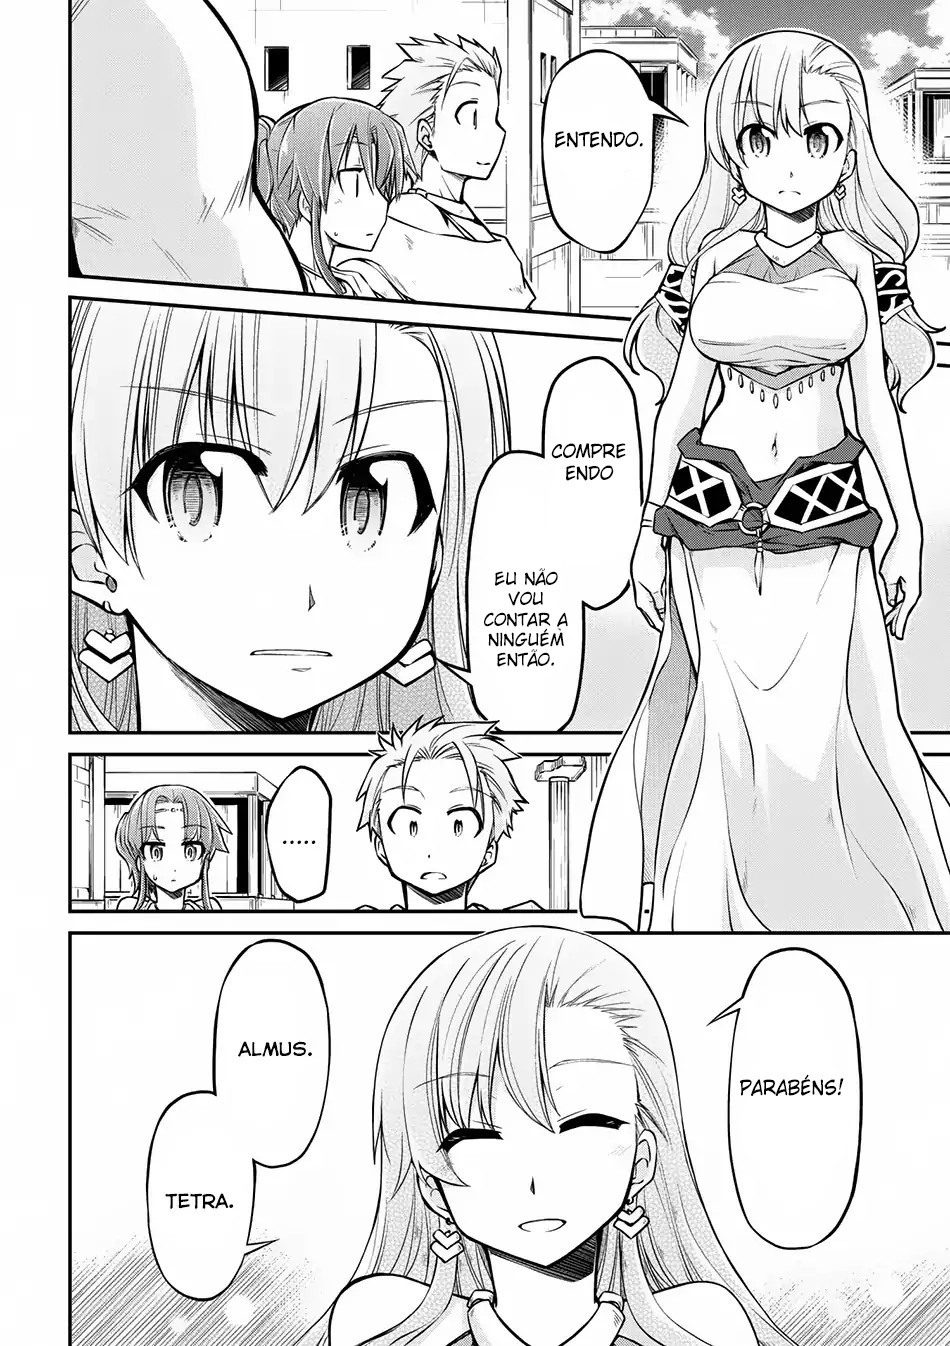 ENTENDO.
COMPRE
ENDO
EU NÃO
VOU
CONTAR A
NINGUÉM
ENTÃO.
.....
PARABÉNS!
ALMUS.
TETRA.